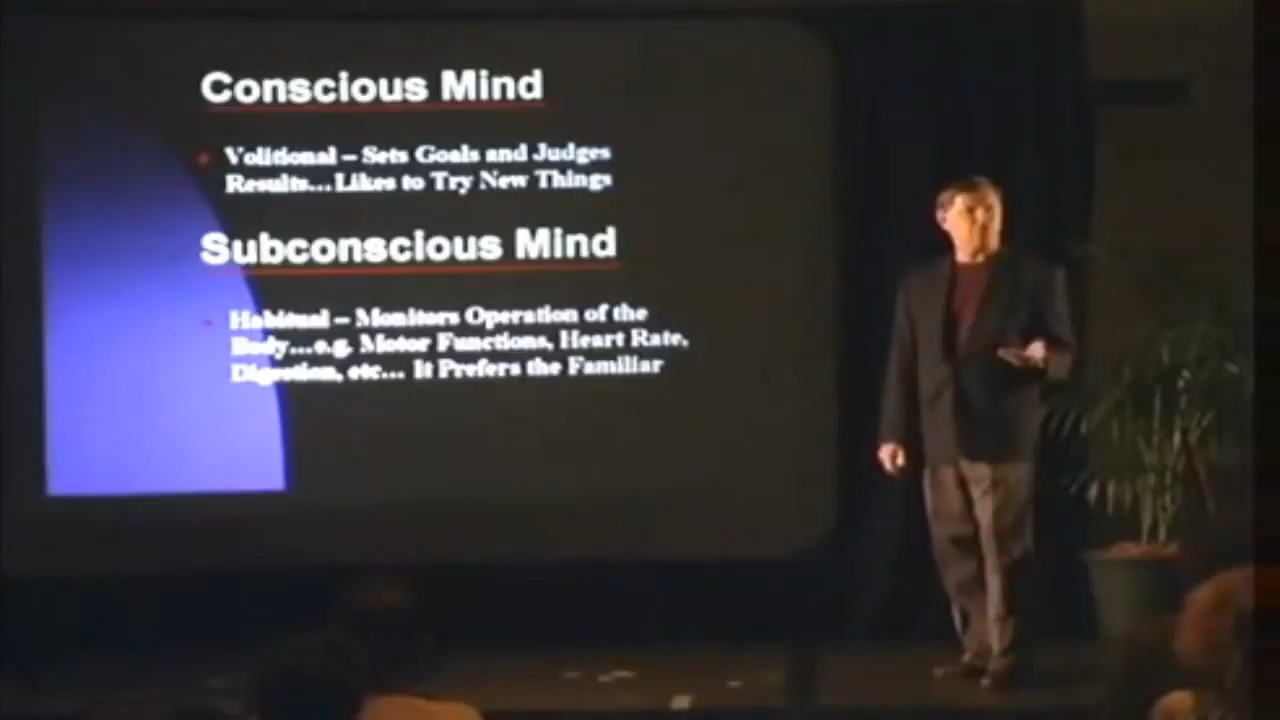 Conscious Mind
Volitional – Sets Goals and Judges
Results...Likes to Try New Things
Subconscious Mind
Habitual – Monitors Operation of the
Body...e.g. Motor Functions, Heart Rate,
Digestion, etc... It Prefers the Familiar